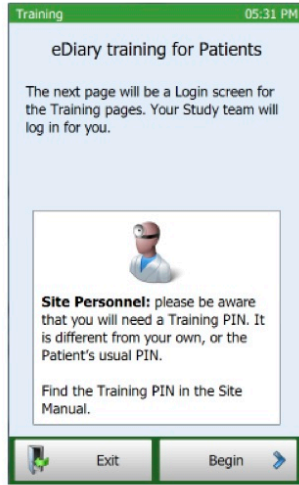 Training 05:31 PM
eDiary training for Patients
The next page will be a Login screen for
the Training pages. Your Study team will
log in for you.
Site Personnel: please be aware
that you will need a Training PIN. It
is different from your own, or the
Patient's usual PIN.
Find the Training PIN in the Site
Manual.
Exit Begin